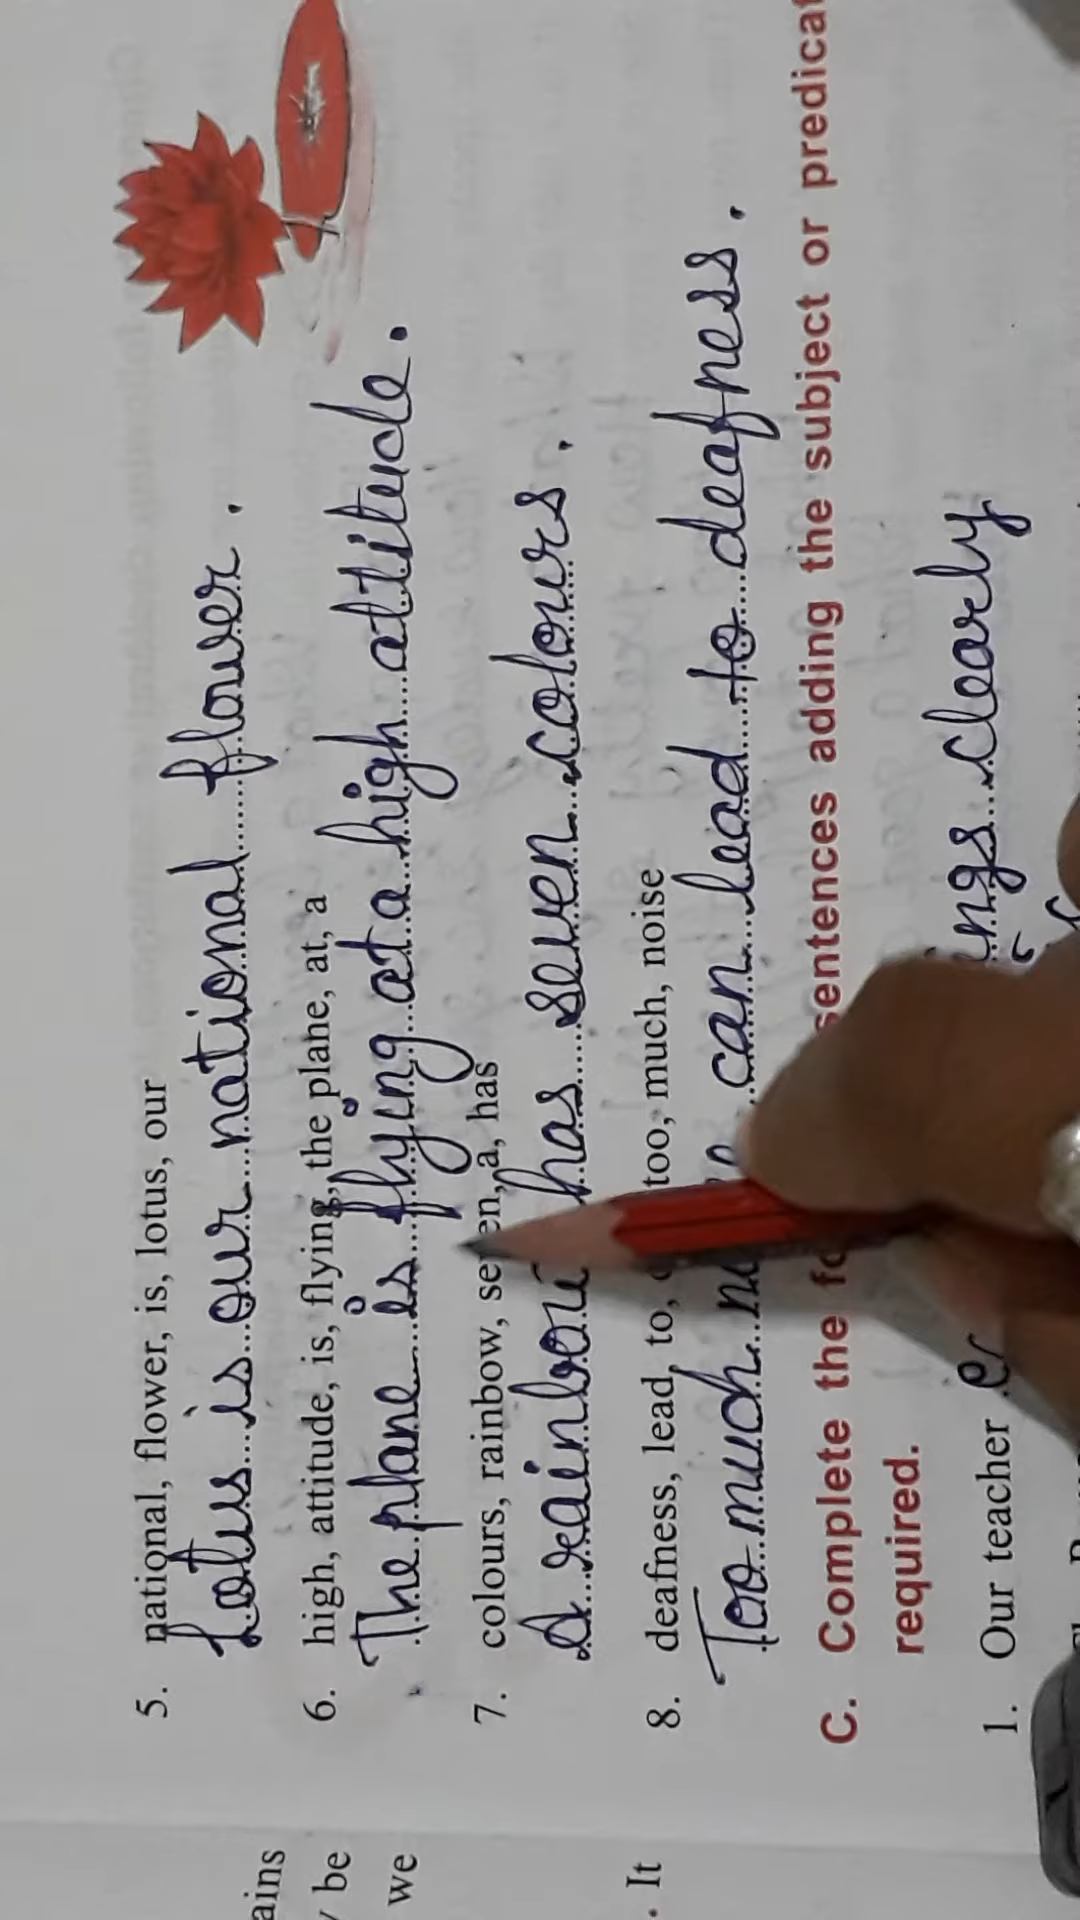 5. national, flower, is, lotus, our
Lotus is our national flower.
6. high, attitude, is, flying, the plane, at, a
The plane is flying at a high attitude.
7. colours, rainbow, seven, a, has
A rainbow has seven colours.
8. deafness, lead, to, too, much, noise
Too much can lead to deafness.
C. Complete the sentences adding the subject or predicat
required.
1. Our teacher clearly
ains
be
we
. It